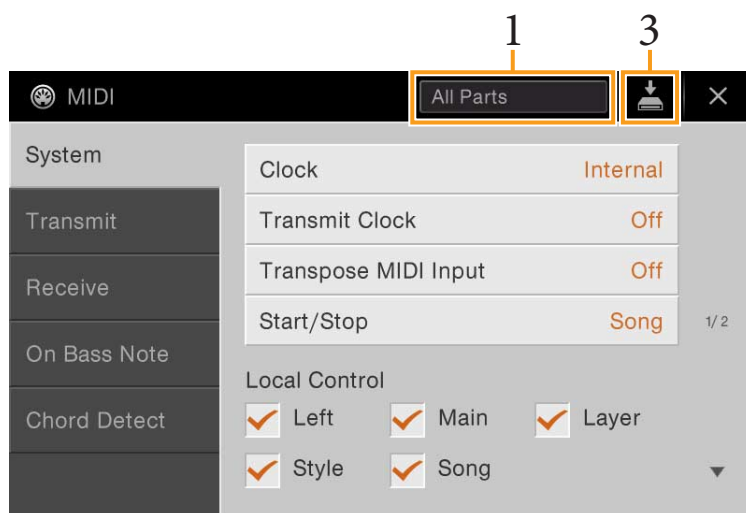 1 3
MIDI All Parts
System
Transmit
Receive
On Bass Note
Chord Detect
Clock Internal
Transmit Clock Off
Transpose MIDI Input Off
Start/Stop Song
1/2
Local Control
Left Main Layer
Style Song